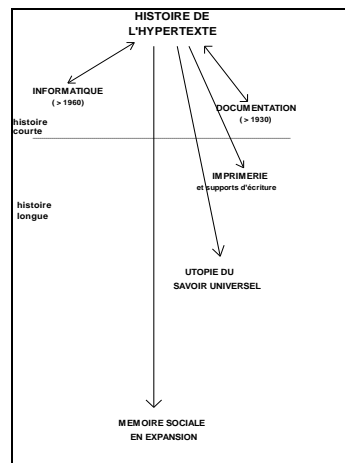 HISTOIRE DE
L'HYPERTEXTE
INFORMATIQUE
( > 1960)
DOCUMENTATION
( > 1930)
histoire
courte
IMPRIMERIE
et supports d'écriture
histoire
longue
UTOPIE DU
SAVOIR UNIVERSEL
MEMOIRE SOCIALE
EN EXPANSION